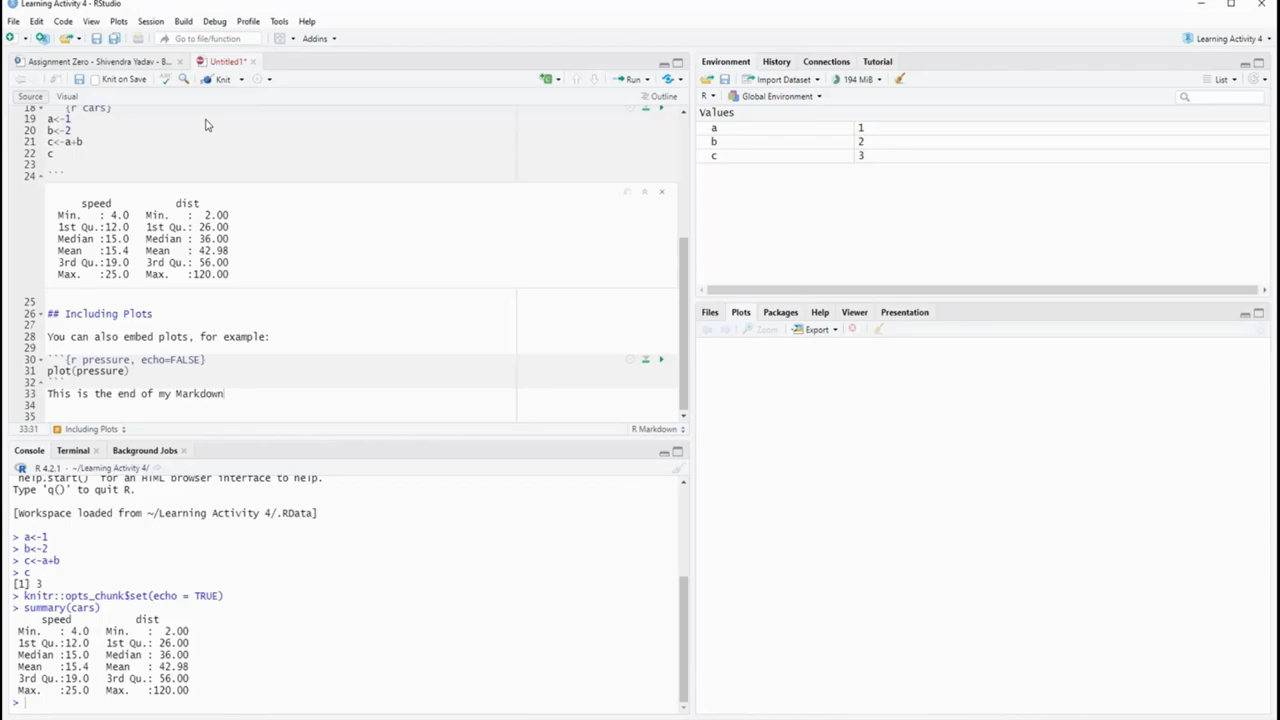 Learning Activity 4 - RStudio
File Edit Code View Plots Session Build Debug Profile Tools Help
Go to file/function Addins Learning Activity 4
Assignment Zero - Shivendra Yadav - B... Untitled1*
Knit on Save Knit Run
Source Visual Outline
18 {r cars}
19 a<-1
20 b<-2
21 c<-a+b
22 c
23
24 ```
speed dist
Min. : 4.0 Min. : 2.00
1st Qu.:12.0 1st Qu.: 26.00
Median :15.0 Median : 36.00
Mean :15.4 Mean : 42.98
3rd Qu.:19.0 3rd Qu.: 56.00
Max. :25.0 Max. :120.00
25
26 ## Including Plots
27
28 You can also embed plots, for example:
29
30 ```{r pressure, echo=FALSE}
31 plot(pressure)
32 ```
33 This is the end of my Markdown
34
35
33:31 Including Plots R Markdown
Console Terminal Background Jobs
R 4.2.1 · ~/Learning Activity 4/
'help.start()' for an HTML browser interface to help.
Type 'q()' to quit R.
[Workspace loaded from ~/Learning Activity 4/.RData]
> a<-1
> b<-2
> c<-a+b
> c
[1] 3
> knitr::opts_chunk$set(echo = TRUE)
> summary(cars)
speed dist
Min. : 4.0 Min. : 2.00
1st Qu.:12.0 1st Qu.: 26.00
Median :15.0 Median : 36.00
Mean :15.4 Mean : 42.98
3rd Qu.:19.0 3rd Qu.: 56.00
Max. :25.0 Max. :120.00
>
Environment History Connections Tutorial
Import Dataset 194 MiB List
R Global Environment
Values
a 1
b 2
c 3
Files Plots Packages Help Viewer Presentation
Zoom Export